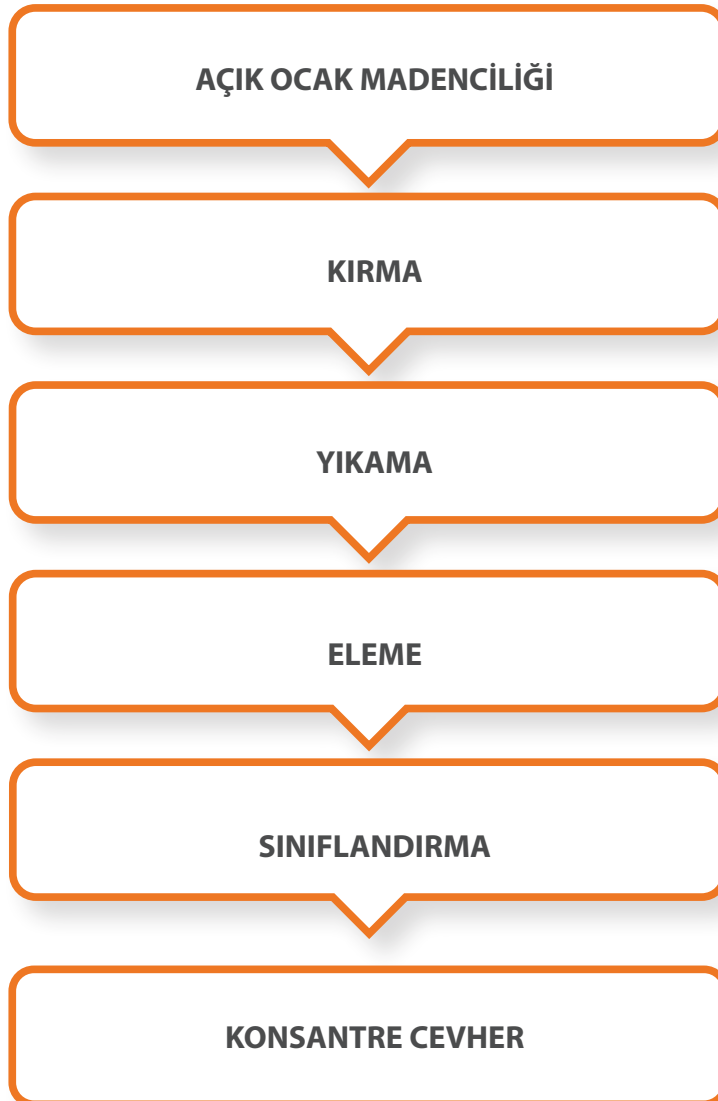 AÇIK OCAK MADENCİLİĞİ
KIRMA
YIKAMA
ELEME
SINIFLANDIRMA
KONSANTRE CEVHER